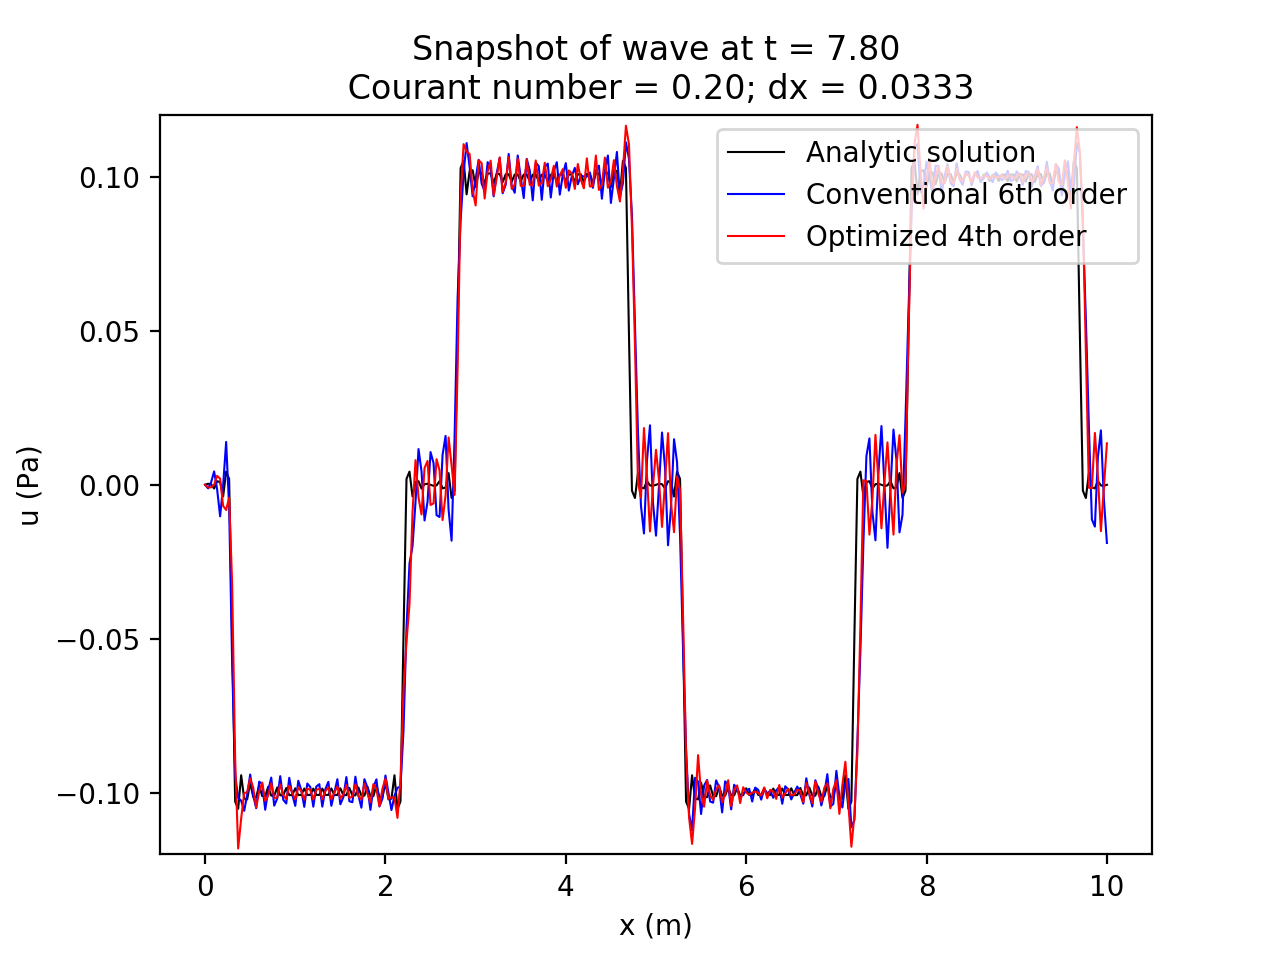 Snapshot of wave at t = 7.80
Courant number = 0.20; dx = 0.0333
Analytic solution
Conventional 6th order
Optimized 4th order
0.10
0.05
0.00
−0.05
−0.10
u (Pa)
0 2 4 6 8 10
x (m)